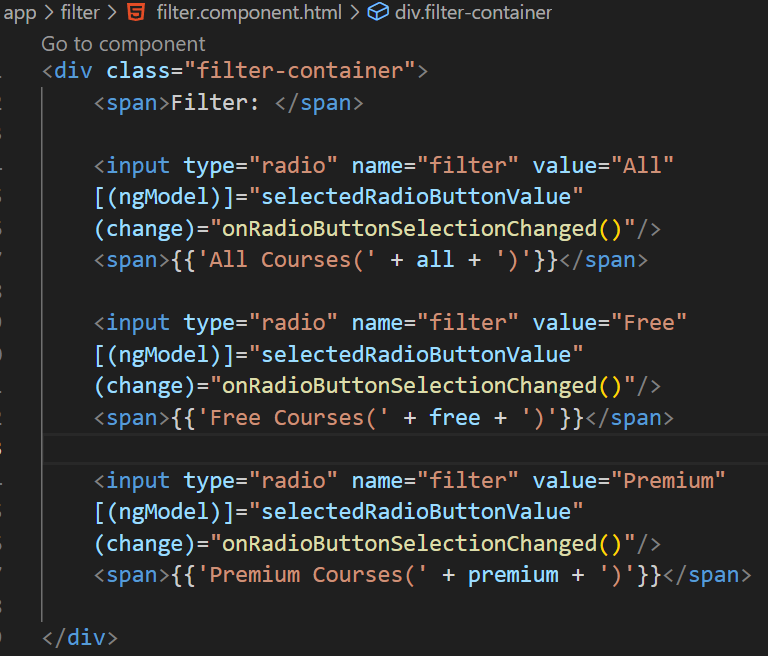 app > filter > filter.component.html > div.filter-container
Go to component
<div class="filter-container">
<span>Filter: </span>
<input type="radio" name="filter" value="All"
[(ngModel)]="selectedRadioButtonValue"
(change)="onRadioButtonSelectionChanged()"/>
<span>{{'All Courses(' + all + ')'}}</span>
<input type="radio" name="filter" value="Free"
[(ngModel)]="selectedRadioButtonValue"
(change)="onRadioButtonSelectionChanged()"/>
<span>{{'Free Courses(' + free + ')'}}</span>
<input type="radio" name="filter" value="Premium"
[(ngModel)]="selectedRadioButtonValue"
(change)="onRadioButtonSelectionChanged()"/>
<span>{{'Premium Courses(' + premium + ')'}}</span>
</div>